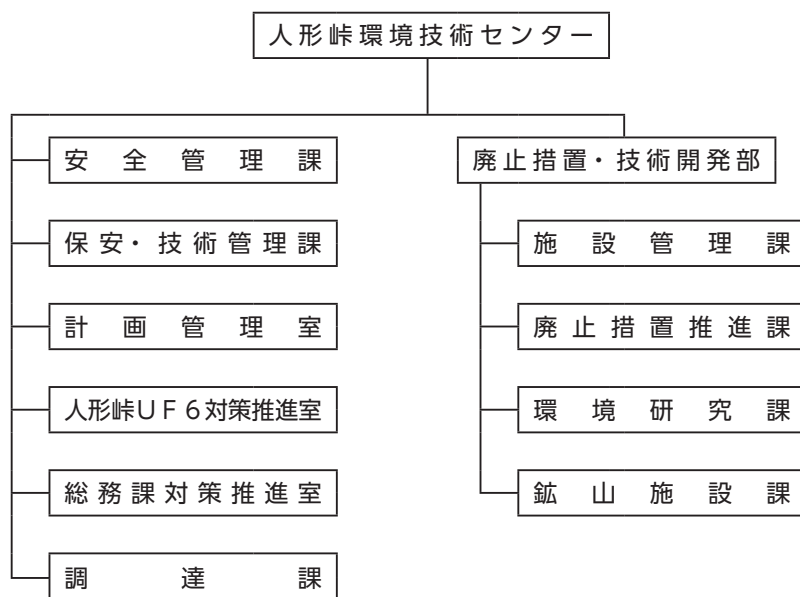 人形峠環境技術センター
安全管理課
保安・技術管理課
計画管理室
人形峠UF6対策推進室
総務課対策推進室
調達課
廃止措置・技術開発部
施設管理課
廃止措置推進課
環境研究課
鉱山施設課